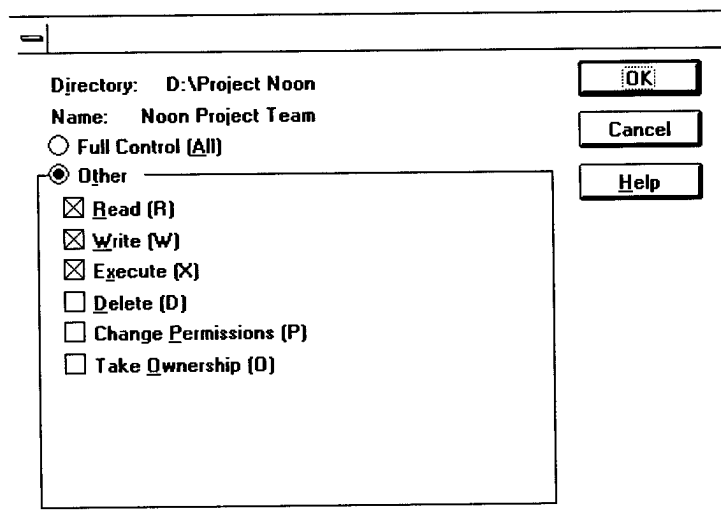 Directory: D:\Project Noon
OK
Name: Noon Project Team
Cancel
Full Control (All)
Other
Help
Read (R)
Write (W)
Execute (X)
Delete (D)
Change Permissions (P)
Take Ownership (O)